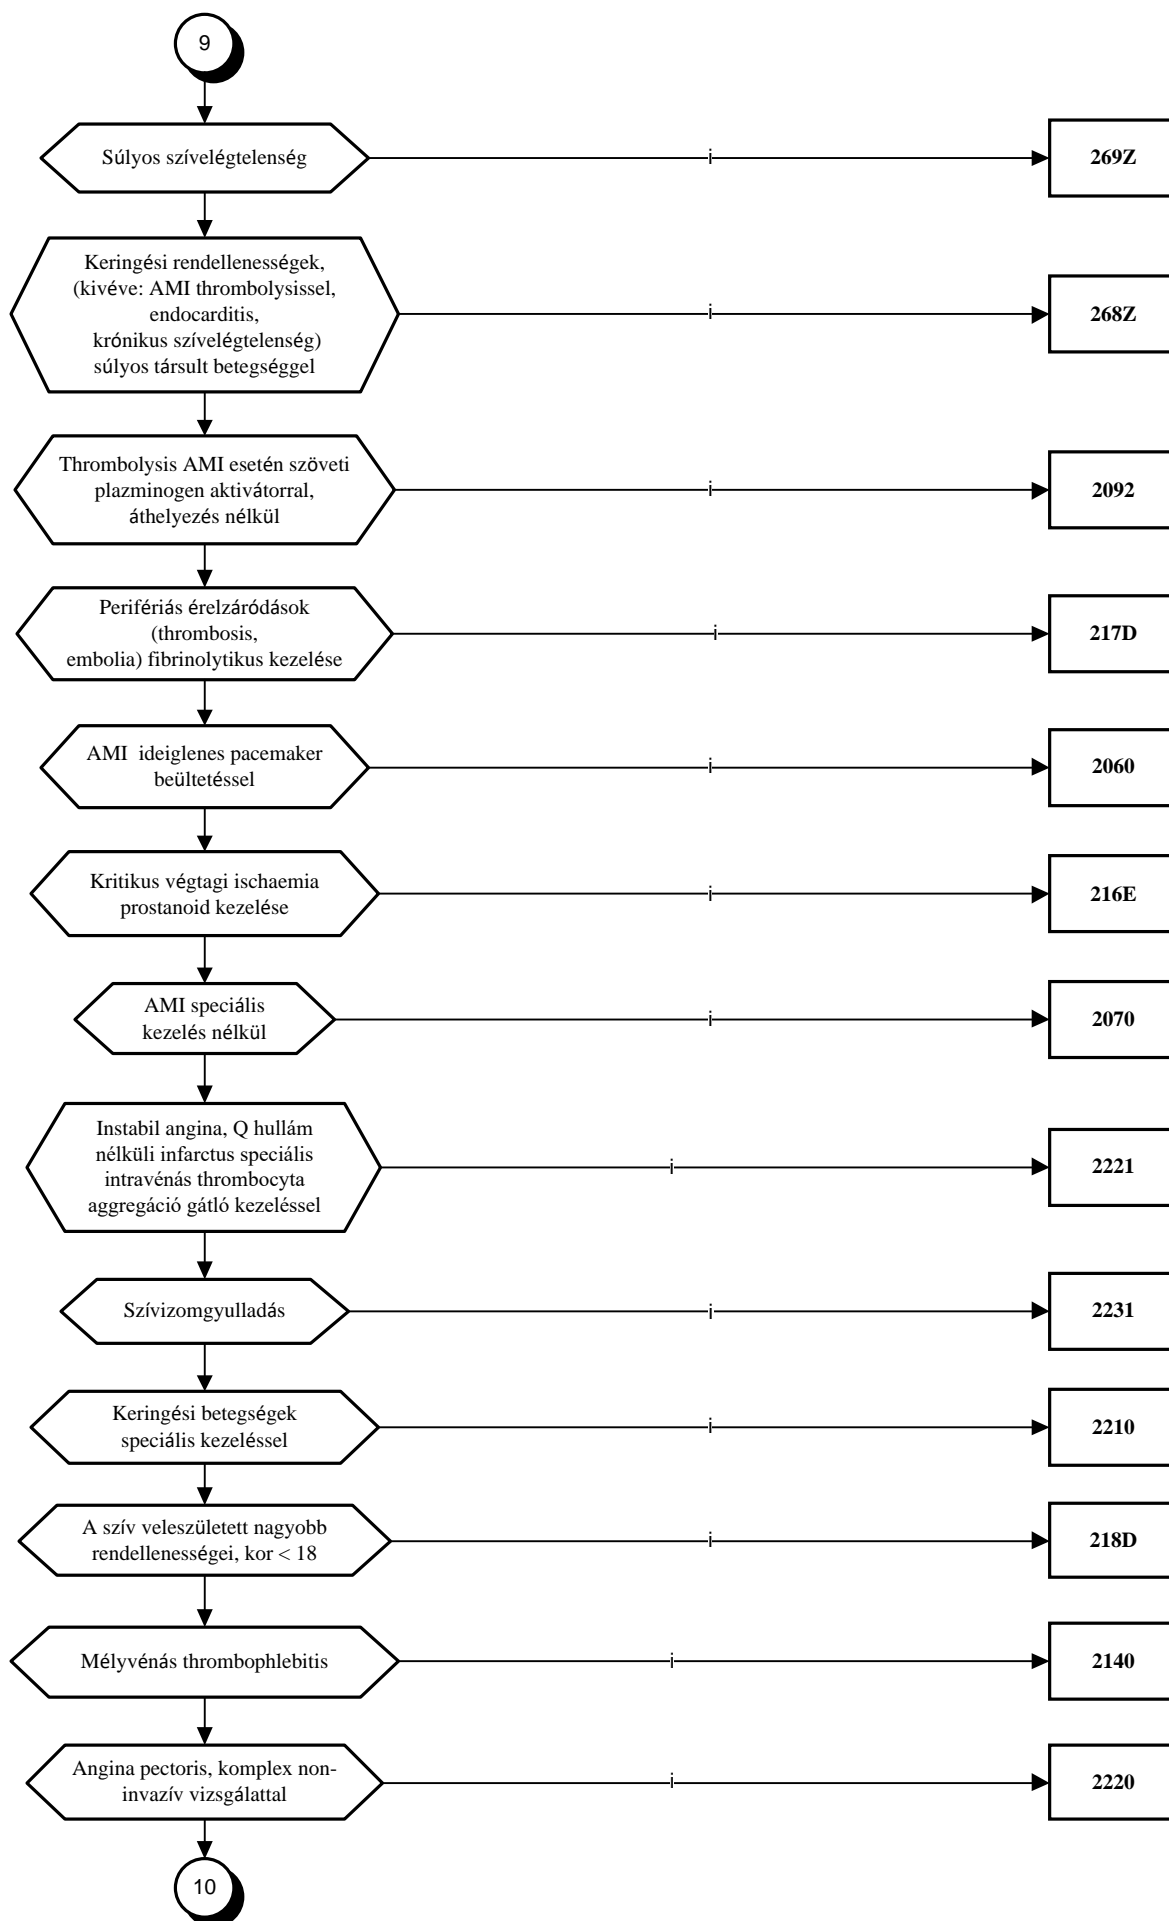 9
Súlyos szívelégtelenség
i
269Z
Keringési rendellenességek,
(kivéve: AMI thrombolysissel,
endocarditis,
krónikus szívelégtelenség)
súlyos társult betegséggel
i
268Z
Thrombolysis AMI esetén szöveti
plazminogen aktivátorral,
áthelyezés nélkül
i
2092
Perifériás érelzáródások
(thrombosis,
embolia) fibrinolytikus kezelése
i
217D
AMI  ideiglenes pacemaker
beültetéssel
i
2060
Kritikus végtagi ischaemia
prostanoid kezelése
i
216E
AMI speciális
kezelés nélkül
i
2070
Instabil angina, Q hullám
nélküli infarctus speciális
intravénás thrombocyta
aggregáció gátló kezeléssel
i
2221
Szívizomgyulladás
i
2231
Keringési betegségek
speciális kezeléssel
i
2210
A szív veleszületett nagyobb
rendellenességei, kor < 18
i
218D
Mélyvénás thrombophlebitis
i
2140
Angina pectoris, komplex non-
invazív vizsgálattal
i
2220
10